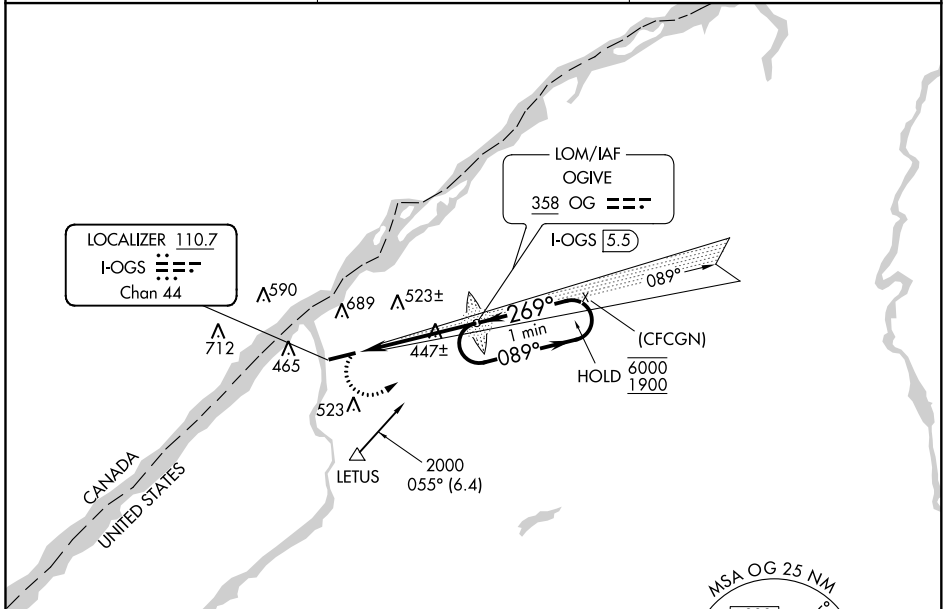 LOM/IAF
OGIVE
358 OG
I-OGS 5.5
LOCALIZER 110.7
I-OGS
Chan 44
089°
590
689
523±
269°
1 min
089°
(CFCGN)
712
465
447±
HOLD 6000
1900
523
LETUS
2000
055° (6.4)
CANADA
UNITED STATES
MSA OG 25 NM